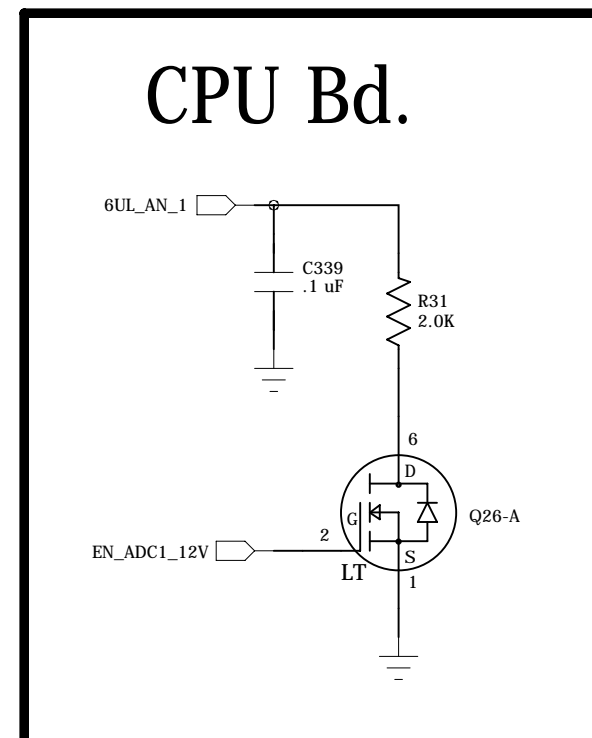 CPU Bd.
6UL_AN_1
C339
.1 uF
R31
2.0K
6
D
G
Q26-A
2
EN_ADC1_12V
S
LT
1